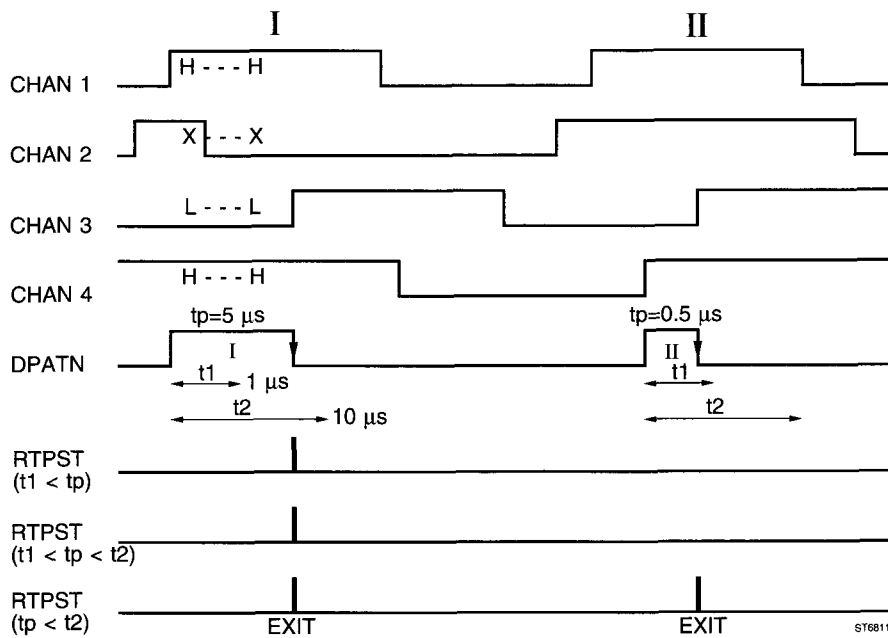 I II
CHAN 1
H - - - H
CHAN 2
X - - - X
CHAN 3
L - - - L
CHAN 4
H - - - H
tp=5 µs tp=0.5 µs
DPATN
I II
t1 1 µs t1
t2 10 µs t2
RTPST
(t1 < tp)
RTPST
(t1 < tp < t2)
RTPST
(tp < t2)
EXIT EXIT
ST6811